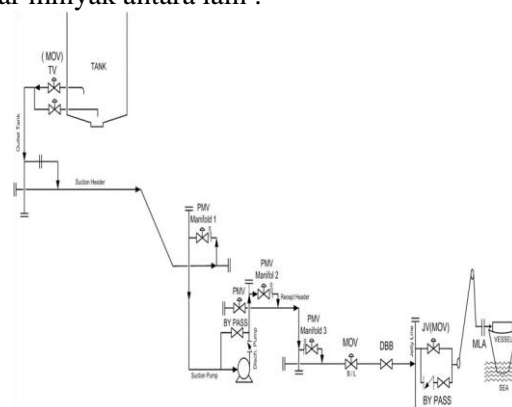 ar minyak antara lain :
( MOV)
TV
TANK
Outlet Tank
Suction Header
PMV
Manifold 1
PMV
Manifol 2
PMV
BY PASS
Recept Header
Disch. Pump
PMV
Manifold 3
Suction Pump
MOV
B / L
DBB
Jetty Line
JV(MOV)
BY PASS
MLA
VESSEL
SEA